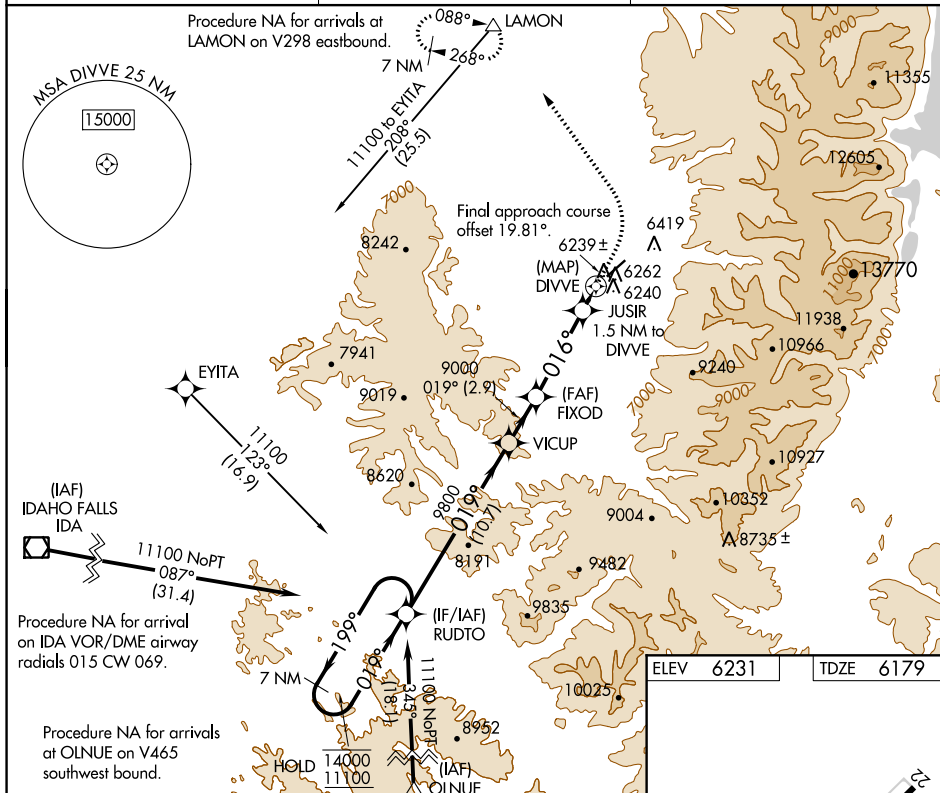 Procedure NA for arrivals at
LAMON on V298 eastbound.
088°
LAMON
268°
7 NM
9000
11355
MSA DIVVE 25 NM
15000
11100 to EYITA
208°
(25.5)
12605
7000
Final approach course
offset 19.81°.
6419
8242
6239±
(MAP)
DIVVE
6262
6240
13770
11000
JUSIR
1.5 NM to
DIVVE
11938
10966
7000
7941
9000
019° (2.9)
016°
9240
9000
7000
EYITA
9019
(FAF)
FIXOD
VICUP
11100
123°
(16.9)
8620
9800
019°
(10.7)
10927
10352
(IAF)
IDAHO FALLS
IDA
9004
8735±
8191
11100 NoPT
087°
(31.4)
9482
9835
Procedure NA for arrival
on IDA VOR/DME airway
radials 015 CW 069.
199°
(IF/IAF)
RUDTO
019°
7 NM
11100 NoPT
345°
(18.1)
10025
ELEV 6231
TDZE 6179
Procedure NA for arrivals
at OLNUE on V465
southwest bound.
8952
HOLD
14000
11100
(IAF)
OLNUE
22